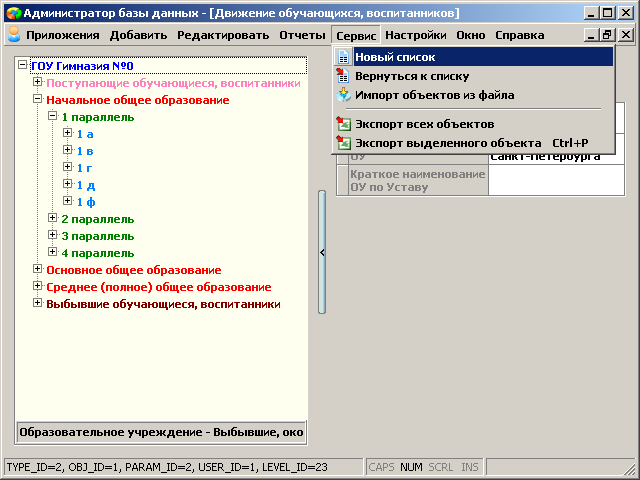 Администратор базы данных - [Движение обучающихся, воспитанников]
Приложения Добавить Редактировать Отчеты Сервис Настройки Окно Справка
Новый список
Вернуться к списку
Импорт объектов из файла
Экспорт всех объектов
Экспорт выделенного объекта Ctrl+P
ГОУ Гимназия №0
Поступающие обучающиеся, воспитанники
Начальное общее образование
1 параллель
1 а
1 в
1 г
1 д
1 ф
2 параллель
3 параллель
4 параллель
Основное общее образование
Среднее (полное) общее образование
Выбывшие обучающиеся, воспитанники
ОУ Санкт-Петербурга
Краткое наименование
ОУ по Уставу
Образовательное учреждение - Выбывшие, око
TYPE_ID=2, OBJ_ID=1, PARAM_ID=2, USER_ID=1, LEVEL_ID=23 CAPS NUM SCRL INS